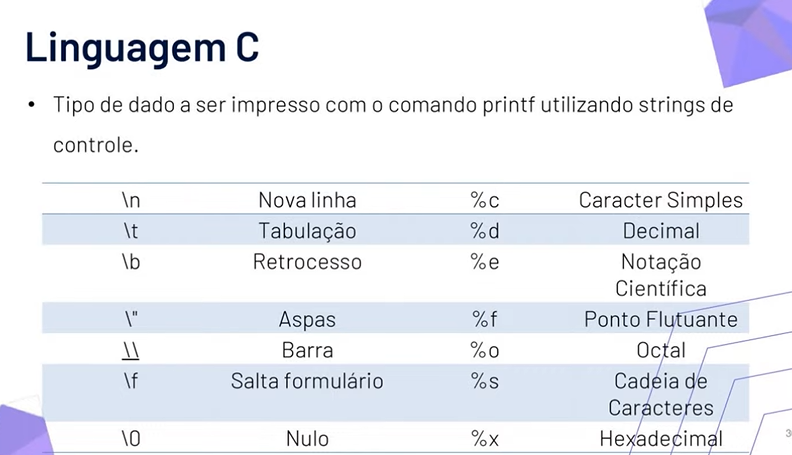 Linguagem C
• Tipo de dado a ser impresso com o comando printf utilizando strings de
controle.
\n Nova linha %c Caracter Simples
\t Tabulação %d Decimal
\b Retrocesso %e Notação
Científica
\" Aspas %f Ponto Flutuante
\\ Barra %o Octal
\f Salta formulário %s Cadeia de
Caracteres
\0 Nulo %x Hexadecimal